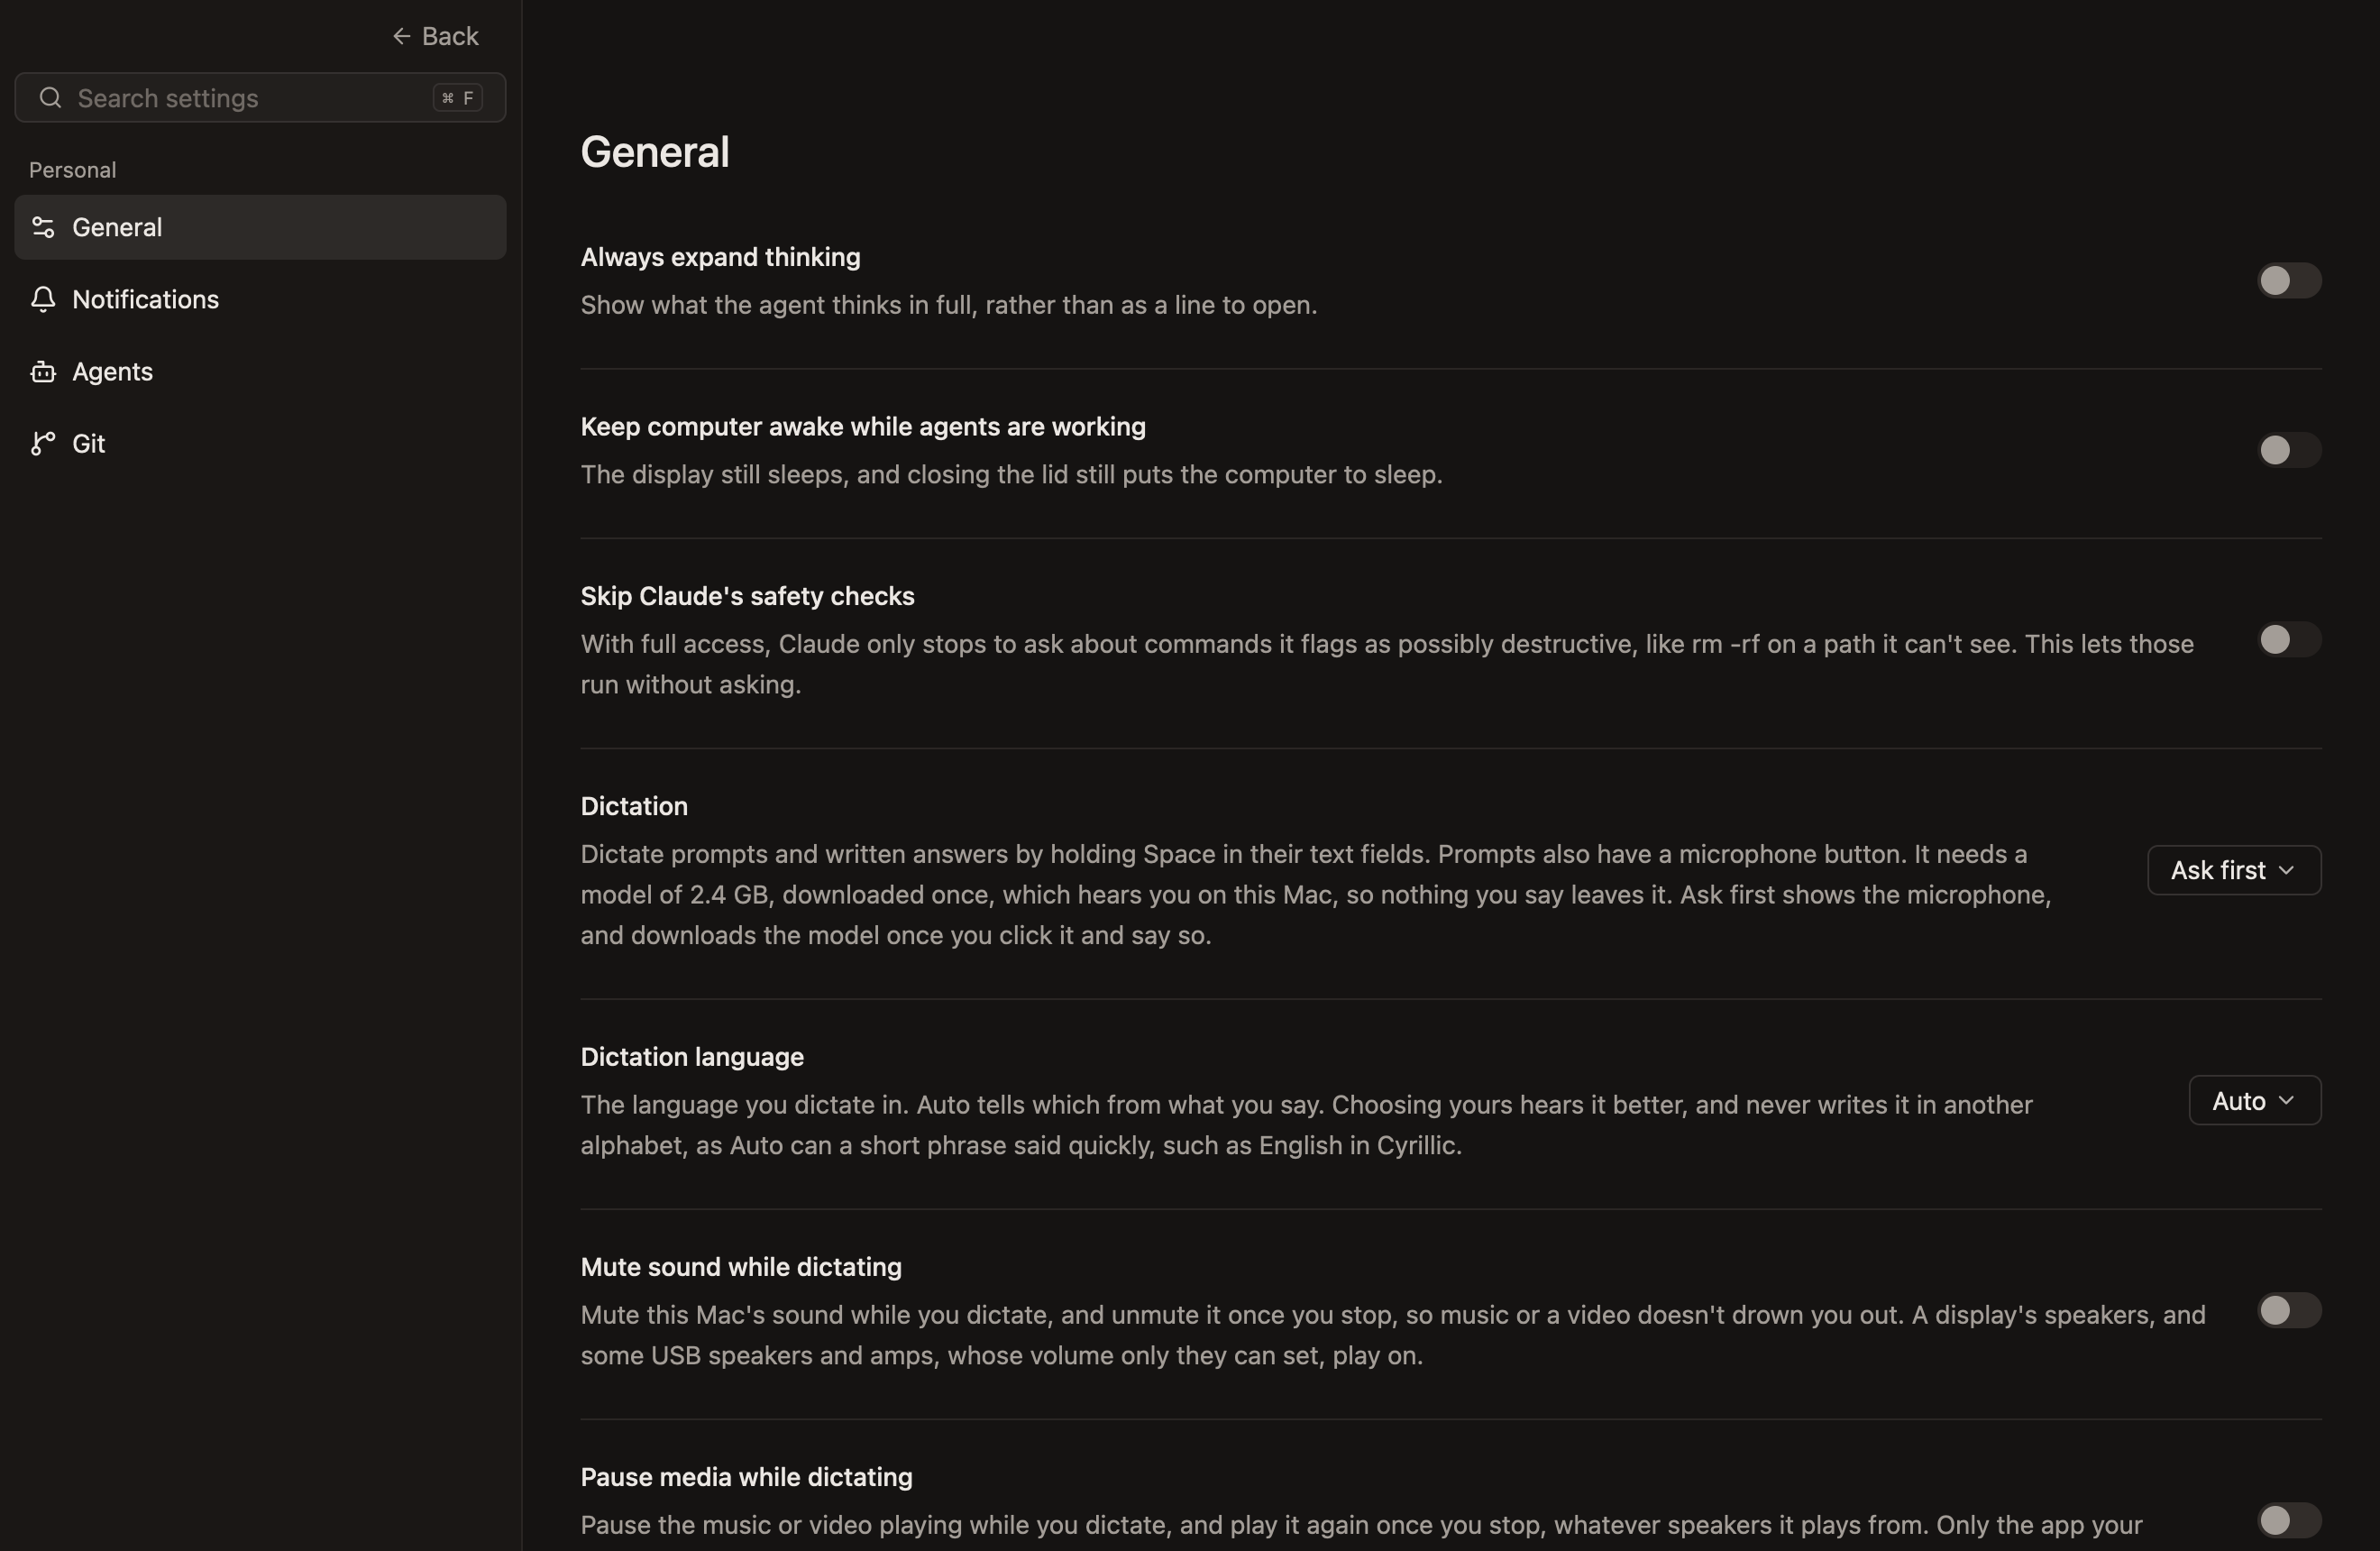 Back
Search settings
⌘ F
Personal
General
Notifications
Agents
Git
General
Always expand thinking
Show what the agent thinks in full, rather than as a line to open.
Keep computer awake while agents are working
The display still sleeps, and closing the lid still puts the computer to sleep.
Skip Claude's safety checks
With full access, Claude only stops to ask about commands it flags as possibly destructive, like rm -rf on a path it can't see. This lets those
run without asking.
Dictation
Dictate prompts and written answers by holding Space in their text fields. Prompts also have a microphone button. It needs a
model of 2.4 GB, downloaded once, which hears you on this Mac, so nothing you say leaves it. Ask first shows the microphone,
and downloads the model once you click it and say so.
Ask first
Dictation language
The language you dictate in. Auto tells which from what you say. Choosing yours hears it better, and never writes it in another
alphabet, as Auto can a short phrase said quickly, such as English in Cyrillic.
Auto
Mute sound while dictating
Mute this Mac's sound while you dictate, and unmute it once you stop, so music or a video doesn't drown you out. A display's speakers, and
some USB speakers and amps, whose volume only they can set, play on.
Pause media while dictating
Pause the music or video playing while you dictate, and play it again once you stop, whatever speakers it plays from. Only the app your